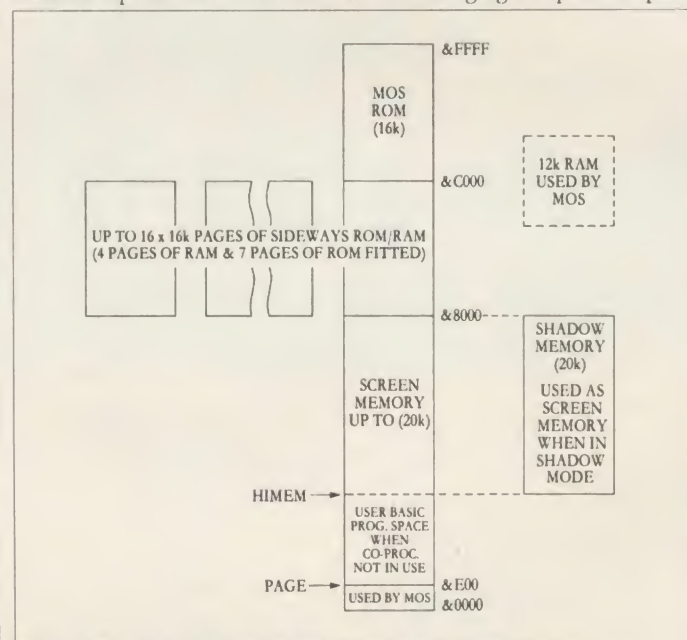 &FFFF
MOS
ROM
(16k)
12k RAM
USED BY
MOS
&C000
UP TO 16 x 16k PAGES OF SIDEWAYS ROM/RAM
(4 PAGES OF RAM & 7 PAGES OF ROM FITTED)
&8000
SHADOW
MEMORY
(20k)
USED AS
SCREEN
MEMORY
WHEN IN
SHADOW
MODE
SCREEN
MEMORY
UP TO (20k)
HIMEM
USER BASIC
PROG. SPACE
WHEN
CO-PROC.
NOT IN USE
PAGE
&E00
USED BY MOS
&0000